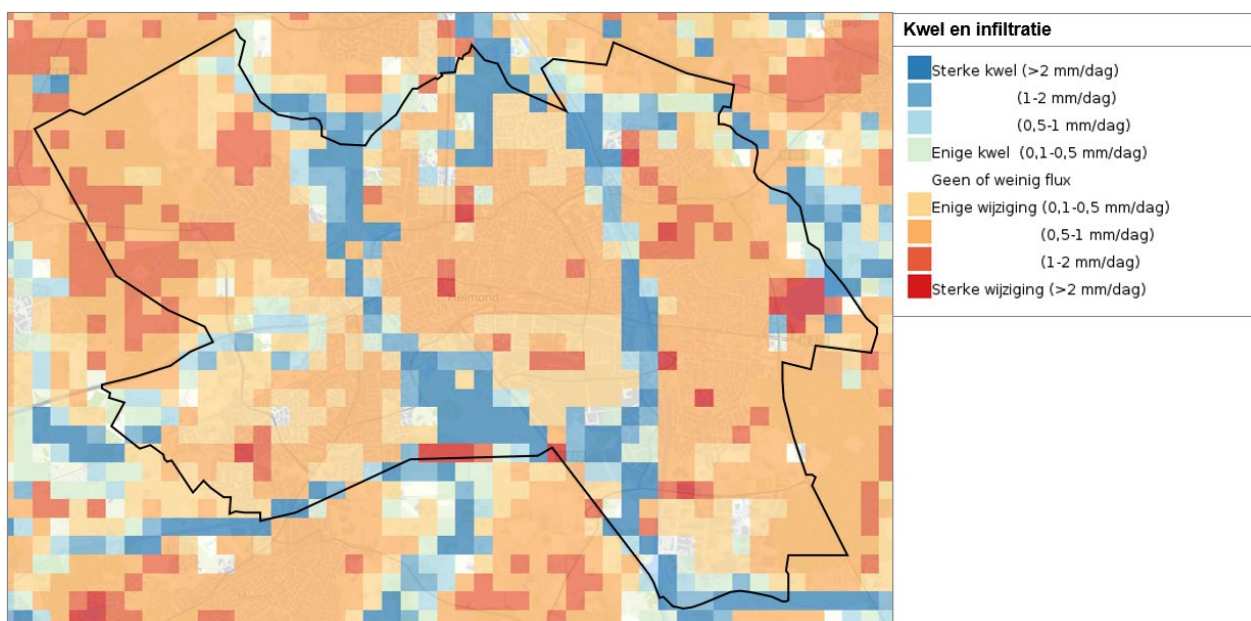 Kwel en infiltratie
Sterke kwel (>2 mm/dag)
(1-2 mm/dag)
(0,5-1 mm/dag)
Enige kwel (0,1-0,5 mm/dag)
Geen of weinig flux
Enige wijziging (0,1-0,5 mm/dag)
(0,5-1 mm/dag)
(1-2 mm/dag)
Sterke wijziging (>2 mm/dag)
Helmond